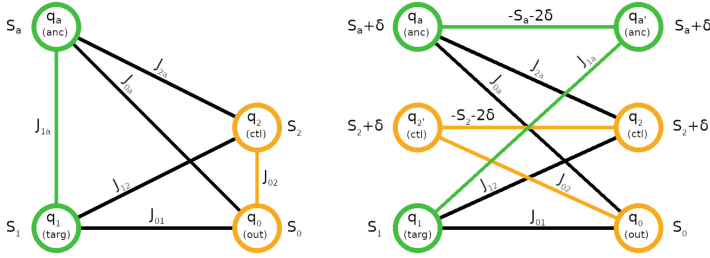 Sₐ
qₐ
(anc)
J₂ₐ
J₀ₐ
J₁ₐ
q₂
(ctl)
S₂
J₁₂
J₀₂
S₁
q₁
(targ)
J₀₁
q₀
(out)
S₀
Sₐ+δ
qₐ
(anc)
-Sₐ-2δ
qₐ'
(anc)
Sₐ+δ
J₂ₐ
J₁ₐ
J₀ₐ
S₂+δ
q₂'
(ctl)
-S₂-2δ
q₂
(ctl)
S₂+δ
J₁₂
J₀₂
S₁
q₁
(targ)
J₀₁
q₀
(out)
S₀